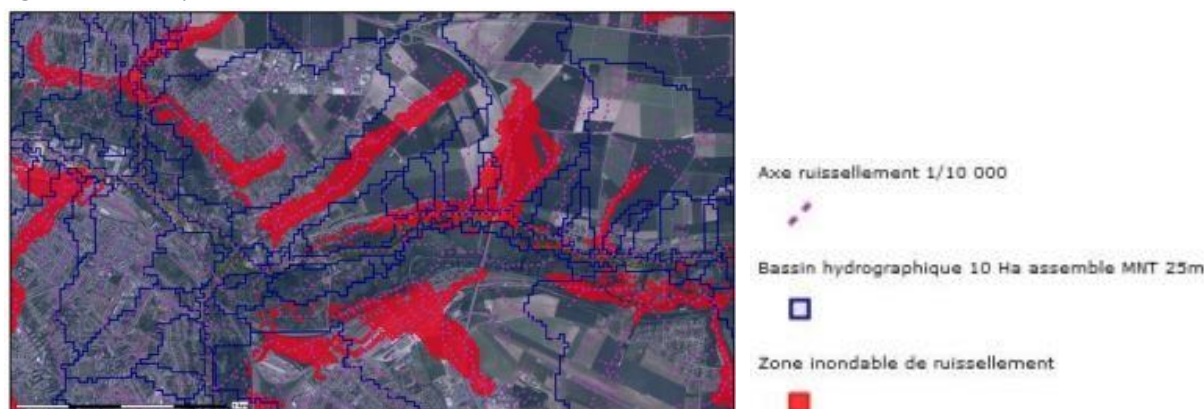 Axe ruissellement 1/10 000
Bassin hydrographique 10 Ha assemble MNT 25m
Zone inondable de ruissellement